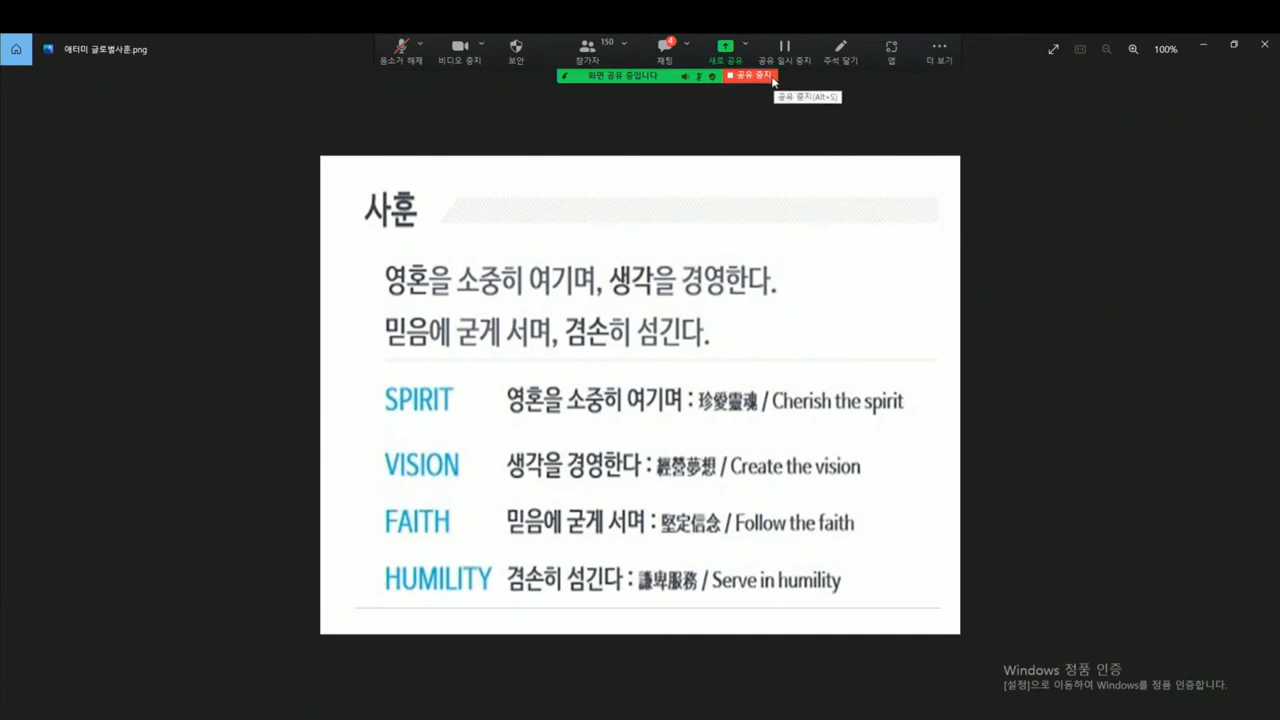 애터미 글로벌사훈.png
음소거 해제
비디오 중지
보안
참가자 150
채팅 4
새로 공유
공유 일시 중지
주석 달기
앱
더 보기
100%
화면 공유 중입니다
공유 중지
공유 중지(Alt+S)
사훈
영혼을 소중히 여기며, 생각을 경영한다.
믿음에 굳게 서며, 겸손히 섬긴다.
SPIRIT 영혼을 소중히 여기며 : 珍愛靈魂 / Cherish the spirit
VISION 생각을 경영한다 : 經營夢想 / Create the vision
FAITH 믿음에 굳게 서며 : 堅定信念 / Follow the faith
HUMILITY 겸손히 섬긴다 : 謙卑服務 / Serve in humility
Windows 정품 인증
[설정]으로 이동하여 Windows를 정품 인증합니다.